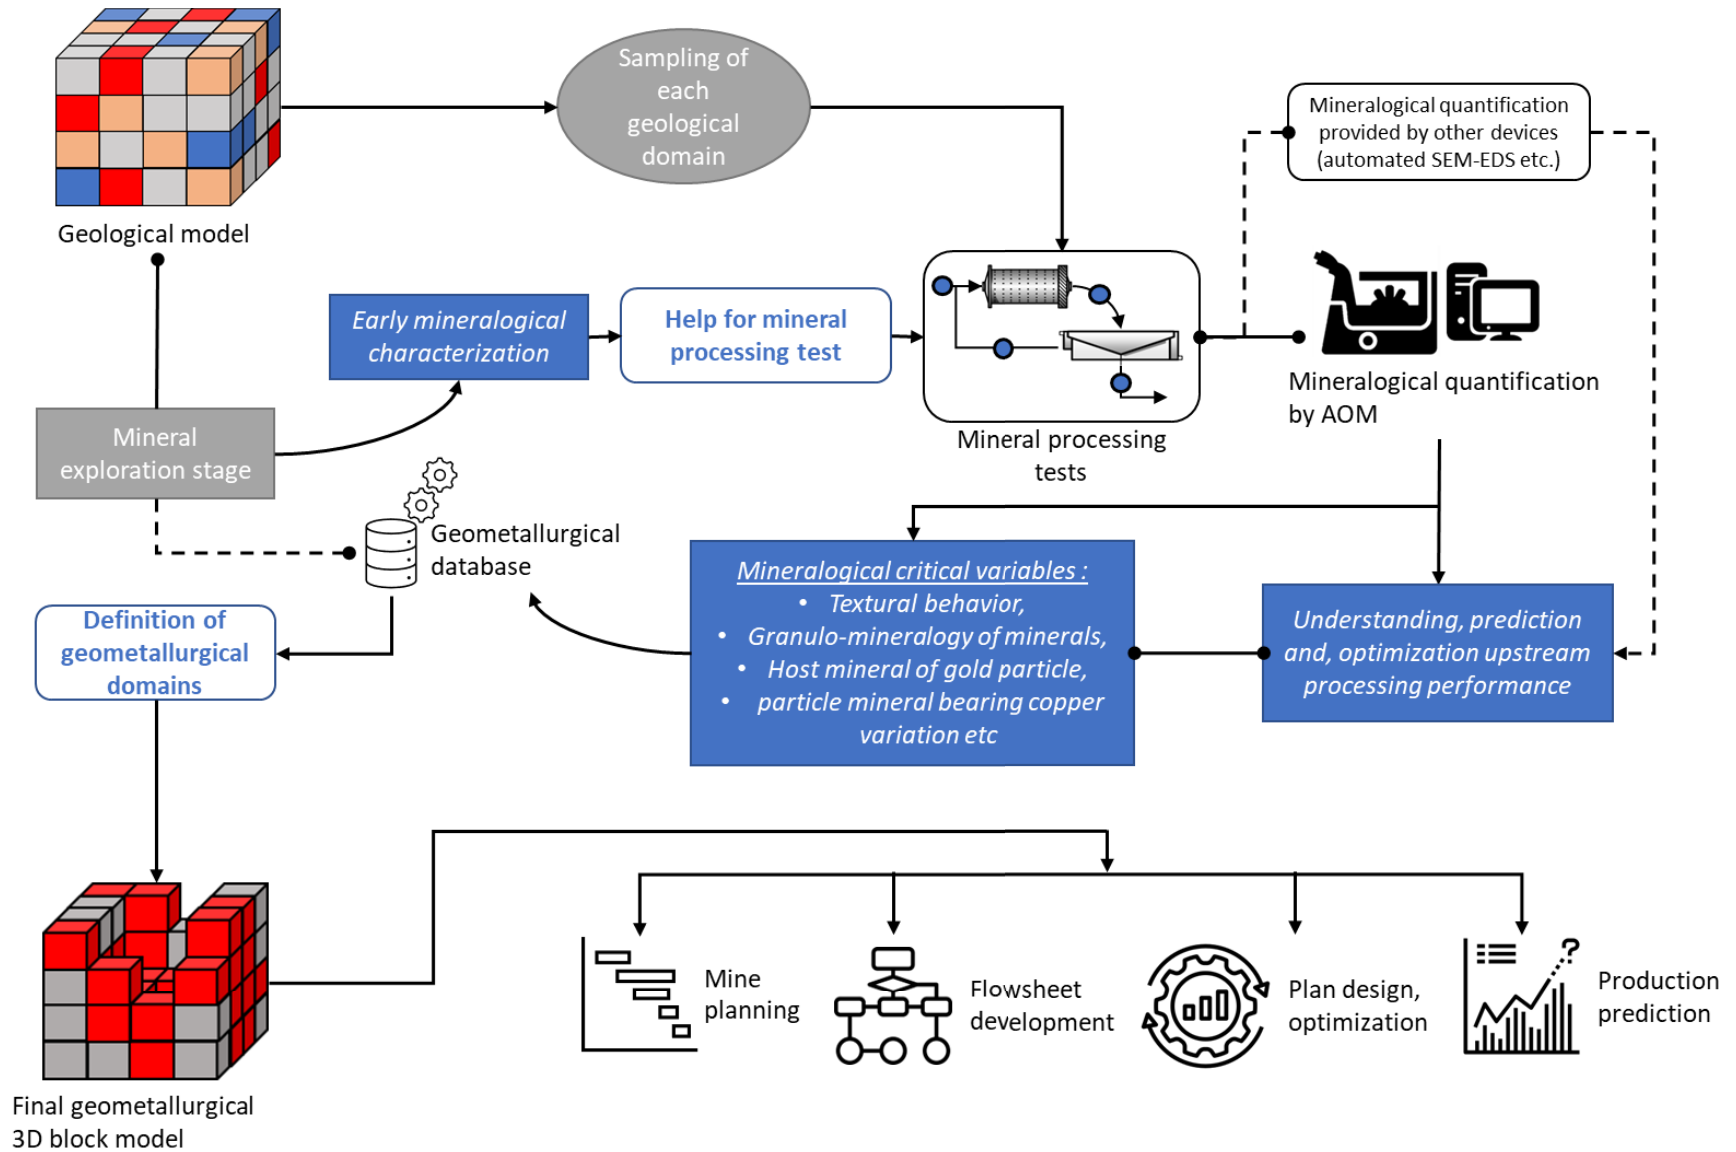 Sampling of
each
geological
domain
Mineralogical quantification
provided by other devices
(automated SEM-EDS etc.)
Geological model
Early mineralogical
characterization
Help for mineral
processing test
Mineralogical quantification
by AOM
Mineral processing
tests
Mineral
exploration stage
Geometallurgical
database
Mineralogical critical variables :
• Textural behavior,
• Granulo-mineralogy of minerals,
• Host mineral of gold particle,
• particle mineral bearing copper
variation etc
Understanding, prediction
and, optimization upstream
processing performance
Definition of
geometallurgical
domains
Mine
planning
Flowsheet
development
Plan design,
optimization
?
Production
prediction
Final geometallurgical
3D block model